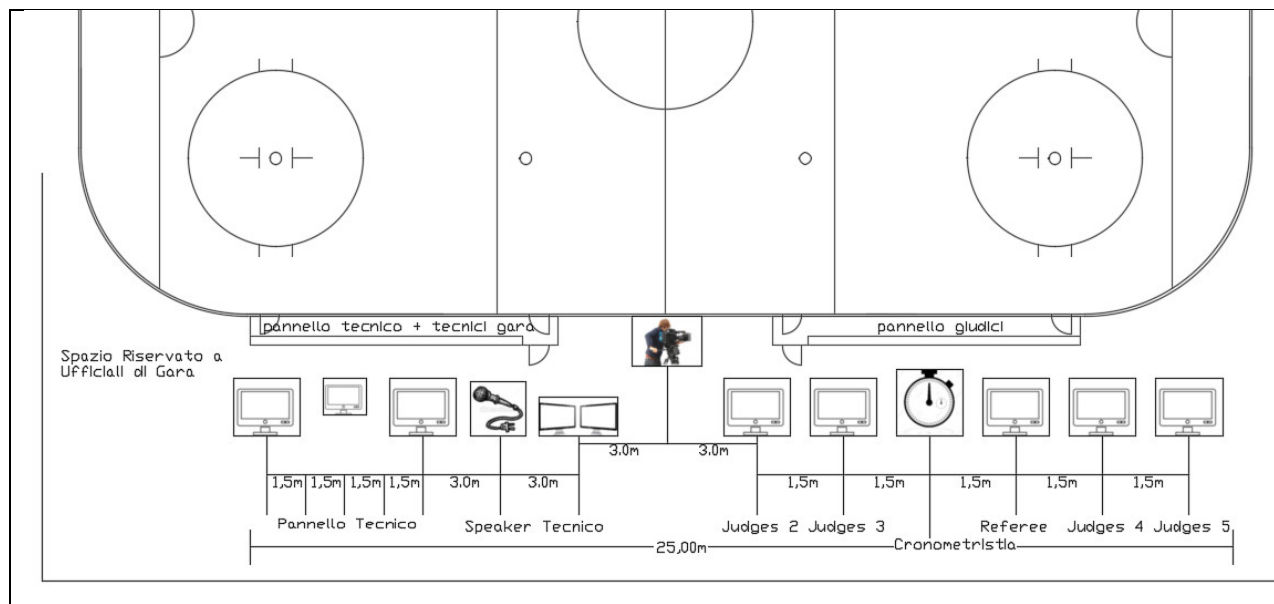 pannello tecnico + tecnici gara
pannello giudici
Spazio Riservato a
Ufficiali di Gara
3.0m 3.0m
1,5m 1,5m 1,5m 1,5m 3.0m 3.0m
1,5m 1,5m 1,5m 1,5m 1,5m
Pannello Tecnico
Speaker Tecnico
Judges 2 Judges 3
Referee
Judges 4 Judges 5
25,00m
Cronometristia